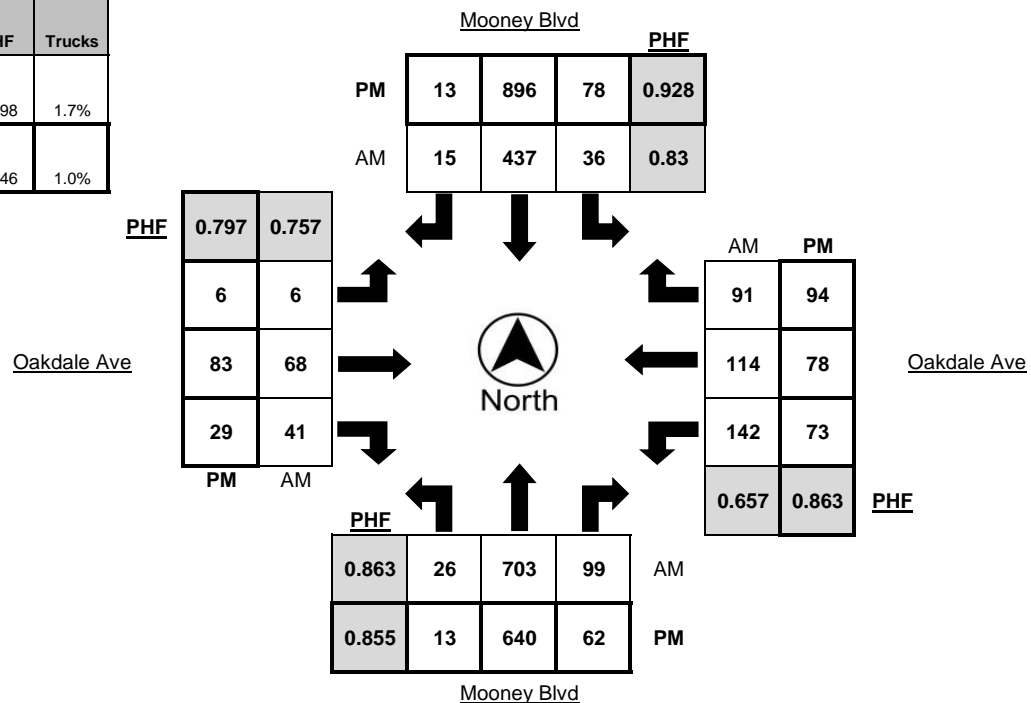 Mooney Blvd
HF Trucks
PHF
PM 13 896 78 0.928
98 1.7%
AM 15 437 36 0.83
46 1.0%
PHF 0.797 0.757
AM PM
6 6
91 94
Oakdale Ave 83 68
114 78 Oakdale Ave
North
29 41
142 73
PM AM
0.657 0.863 PHF
PHF
0.863 26 703 99 AM
0.855 13 640 62 PM
Mooney Blvd